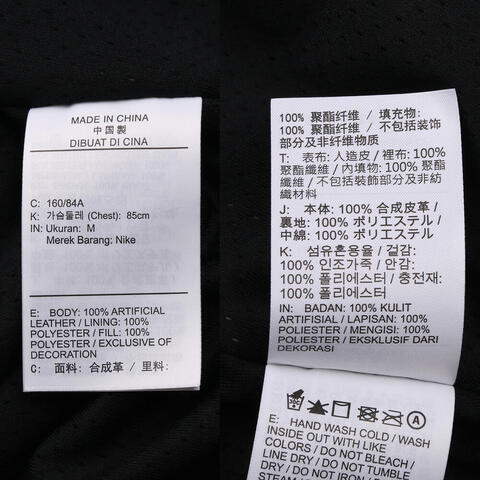 MADE IN CHINA
中国製
DIBUAT DI CINA
C: 160/84A
K: 가슴둘레 (Chest): 85cm
IN: Ukuran: M
Merek Barang: Nike
E: BODY: 100% ARTIFICIAL
LEATHER / LINING: 100%
POLYESTER / FILL: 100%
POLYESTER / EXCLUSIVE OF
DECORATION
C: 面料: 合成革 / 里料:
100% 聚酯纤维 / 填充物:
100% 聚酯纤维 / 不包括装饰
部分及非纤维物质
T: 表布: 人造皮 / 裡布: 100%
聚酯纖維 / 內填充: 100% 聚酯
纖維 / 不包括裝飾部分及非紡
織材料
J: 本体: 100% 合成皮革 /
裏地: 100% ポリエステル /
中綿: 100% ポリエステル
K: 섬유혼용율 / 겉감:
100% 인조가죽 / 안감:
100% 폴리에스터 / 충전재:
100% 폴리에스터
IN: BADAN: 100% KULIT
ARTIFISIAL / LAPISAN: 100%
POLIESTER / MENGISI: 100%
POLIESTER / EKSKLUSIF DARI
DEKORASI
A
E: HAND WASH COLD / WASH
INSIDE OUT WITH LIKE
COLORS / DO NOT BLEACH /
LINE DRY / DO NOT TUMBLE
DRY / DO NOT IRON / DO